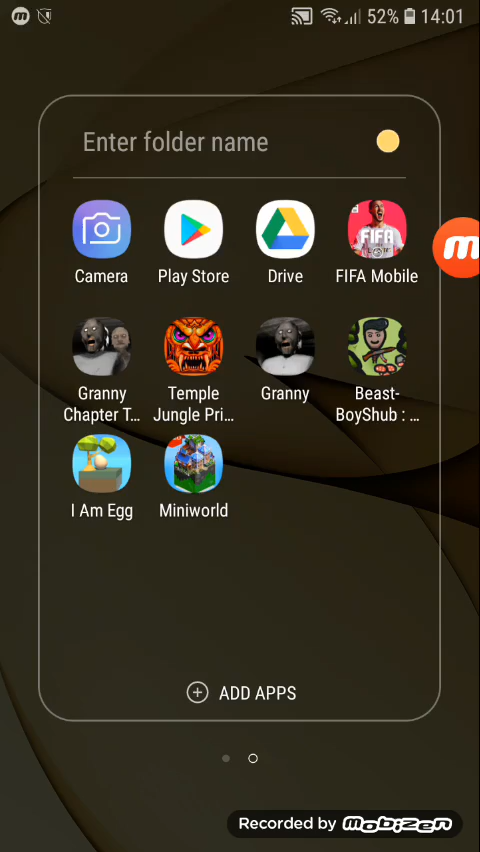 52% 14:01
Enter folder name
FIFA
Camera
Play Store
Drive
FIFA Mobile
Granny
Chapter T...
Temple
Jungle Pri...
Granny
Beast-
BoyShub : ...
I Am Egg
Miniworld
ADD APPS
Recorded by Mobizen